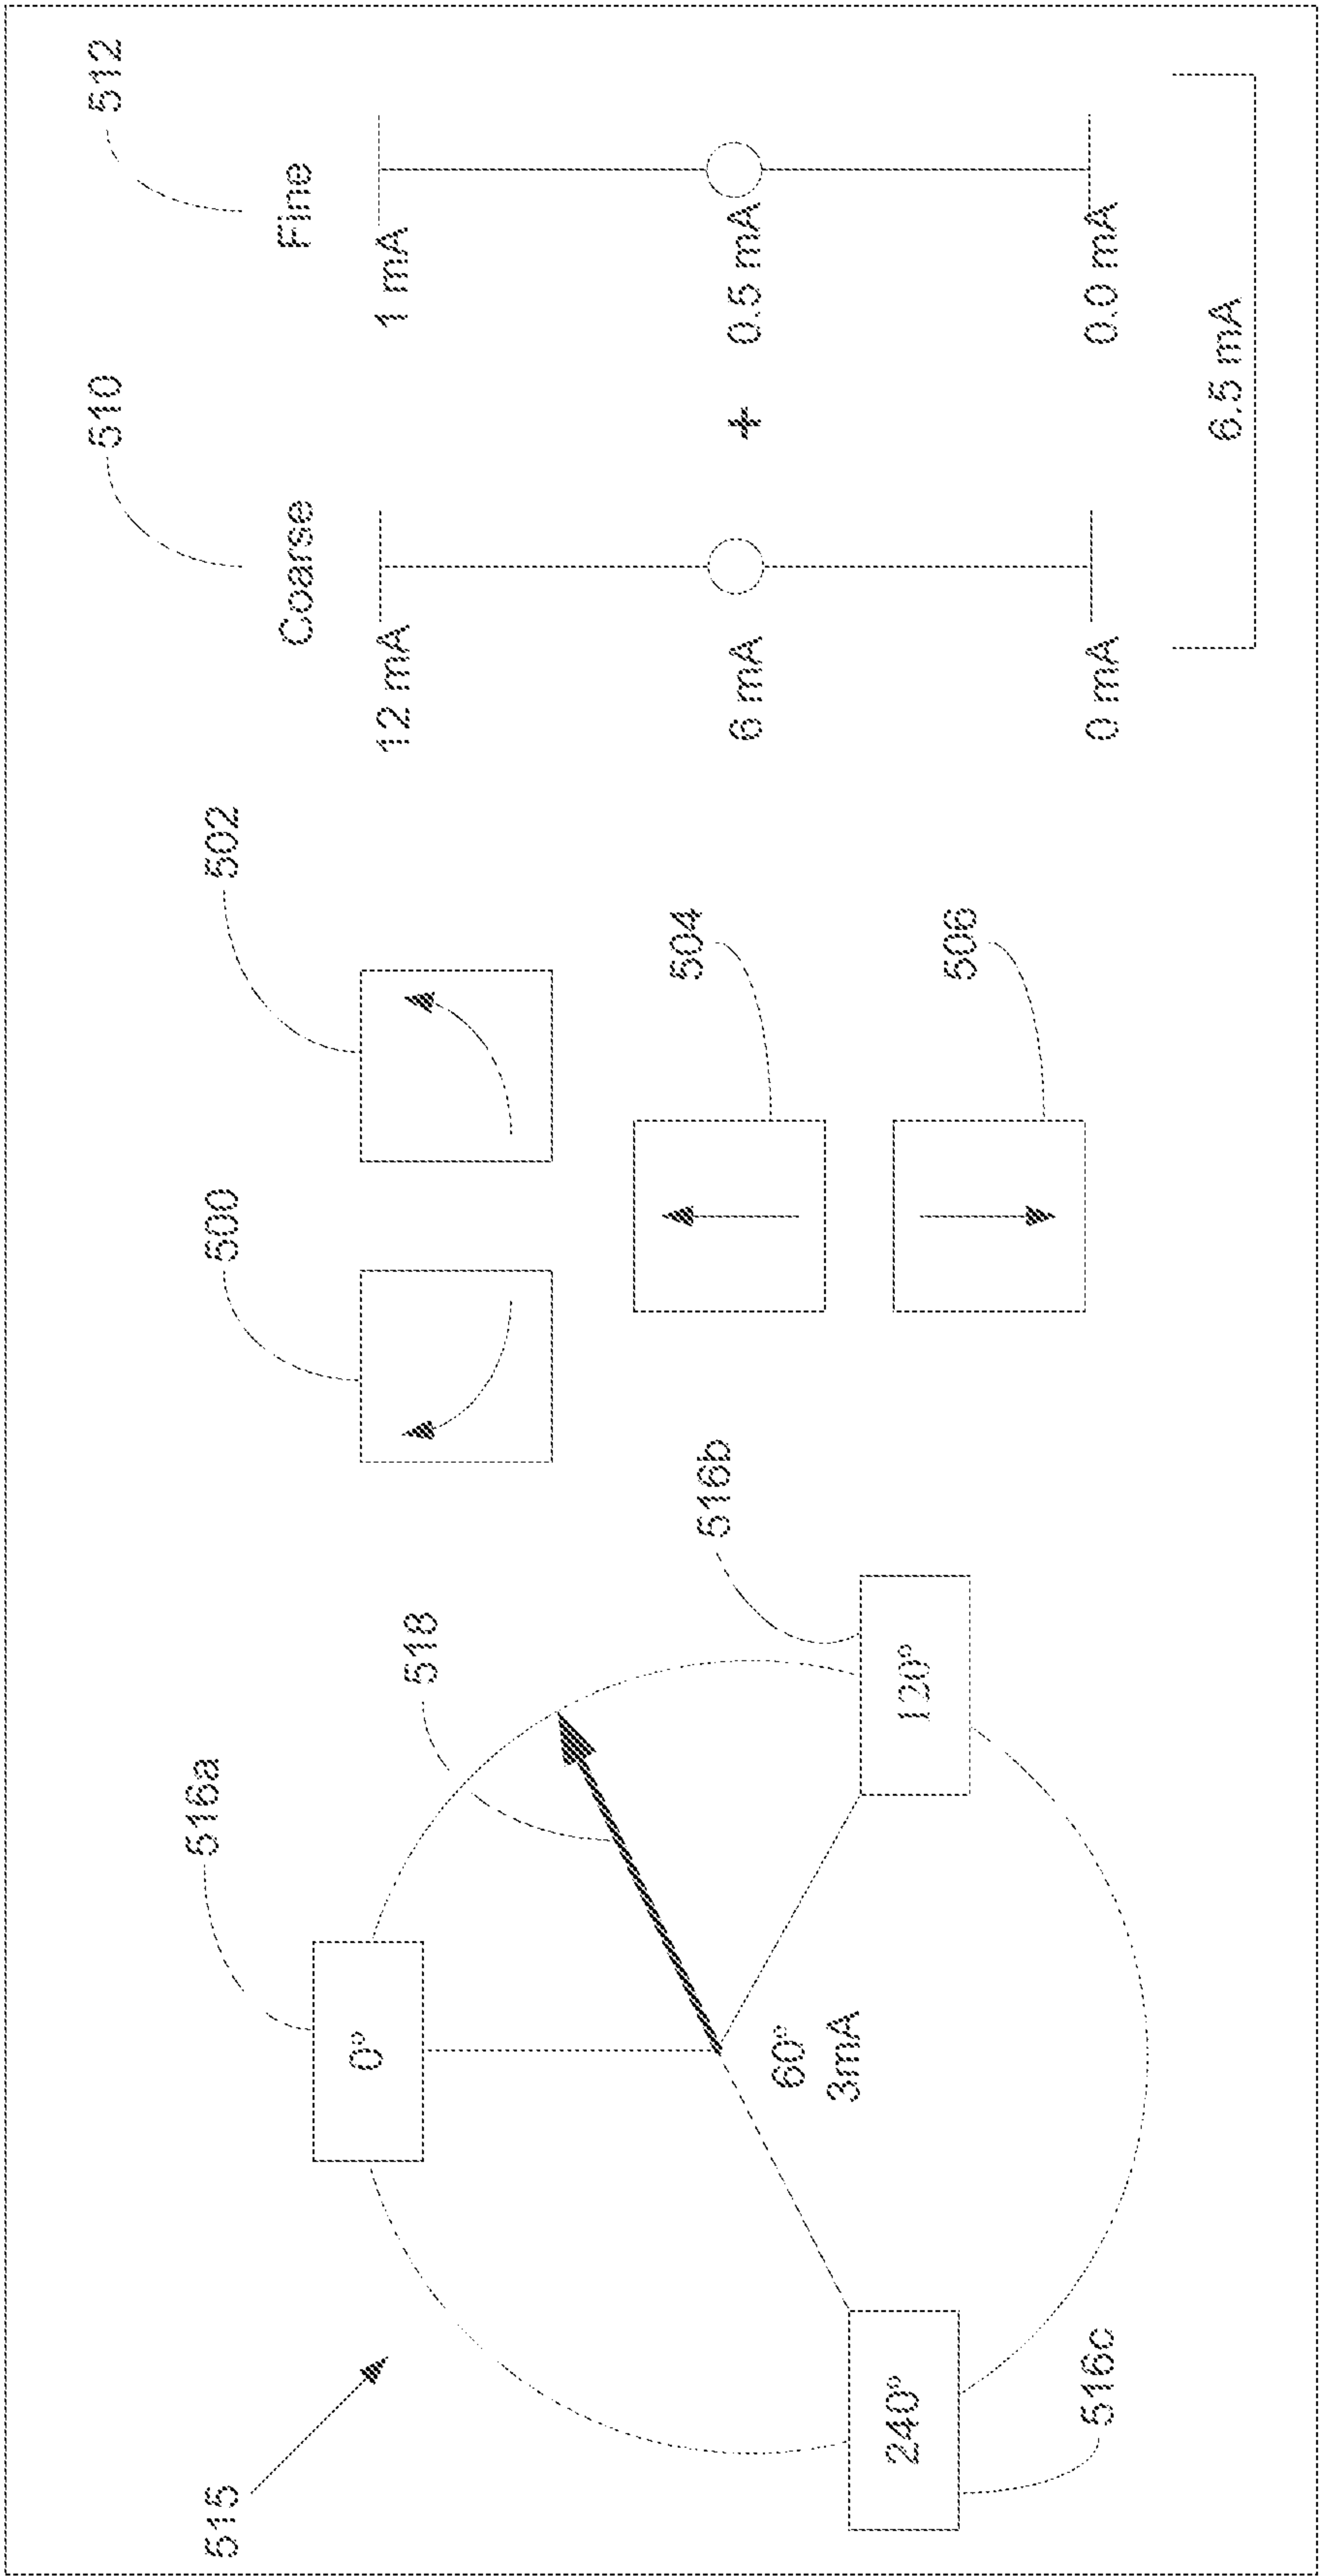 515
516a
0°
518
516b
120°
60°
3mA
240°
516c
500
502
504
506
510
512
Coarse
Fine
12 mA
1 mA
6 mA
+
0.5 mA
0 mA
0.0 mA
6.5 mA